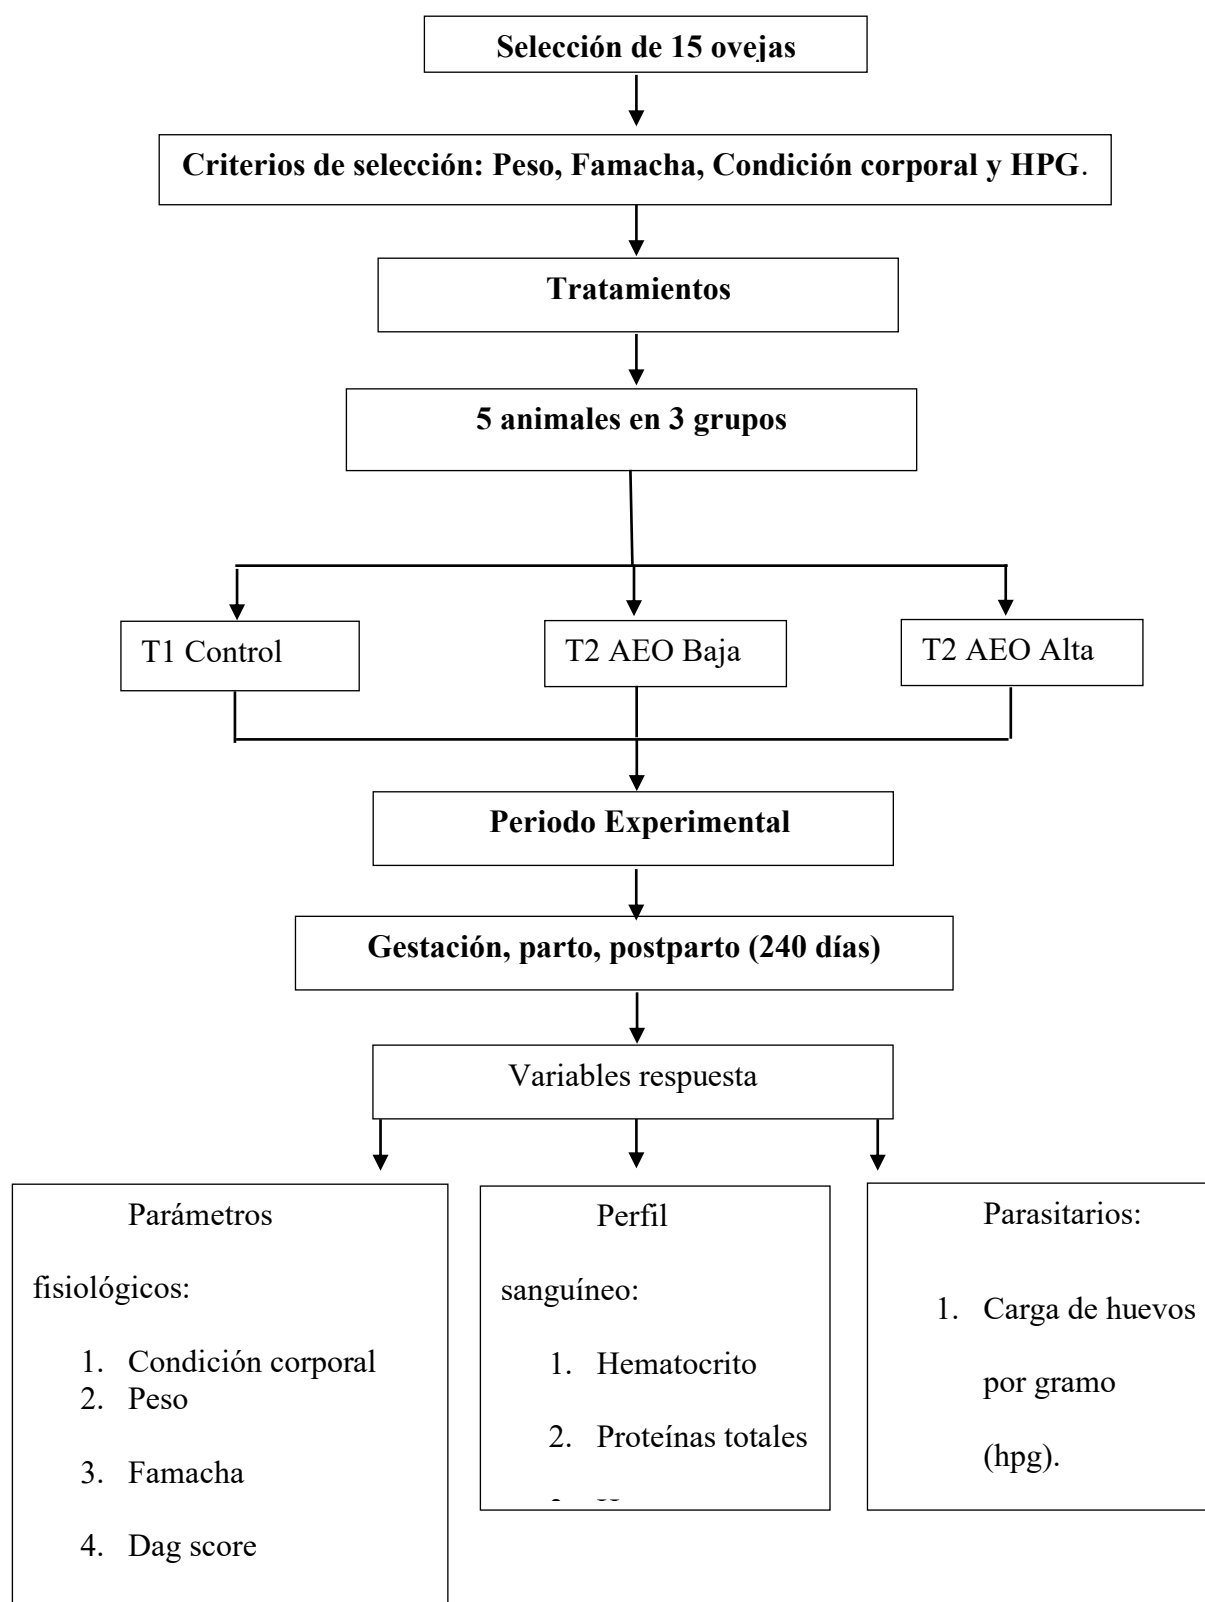 Selección de 15 ovejas
Criterios de selección: Peso, Famacha, Condición corporal y HPG.
Tratamientos
5 animales en 3 grupos
T1 Control
T2 AEO Baja
T2 AEO Alta
Periodo Experimental
Gestación, parto, postparto (240 días)
Variables respuesta
Parámetros
fisiológicos:
1. Condición corporal
2. Peso
3. Famacha
4. Dag score
Perfil
sanguíneo:
1. Hematocrito
2. Proteínas totales
Parasitarios:
1. Carga de huevos
por gramo
(hpg).